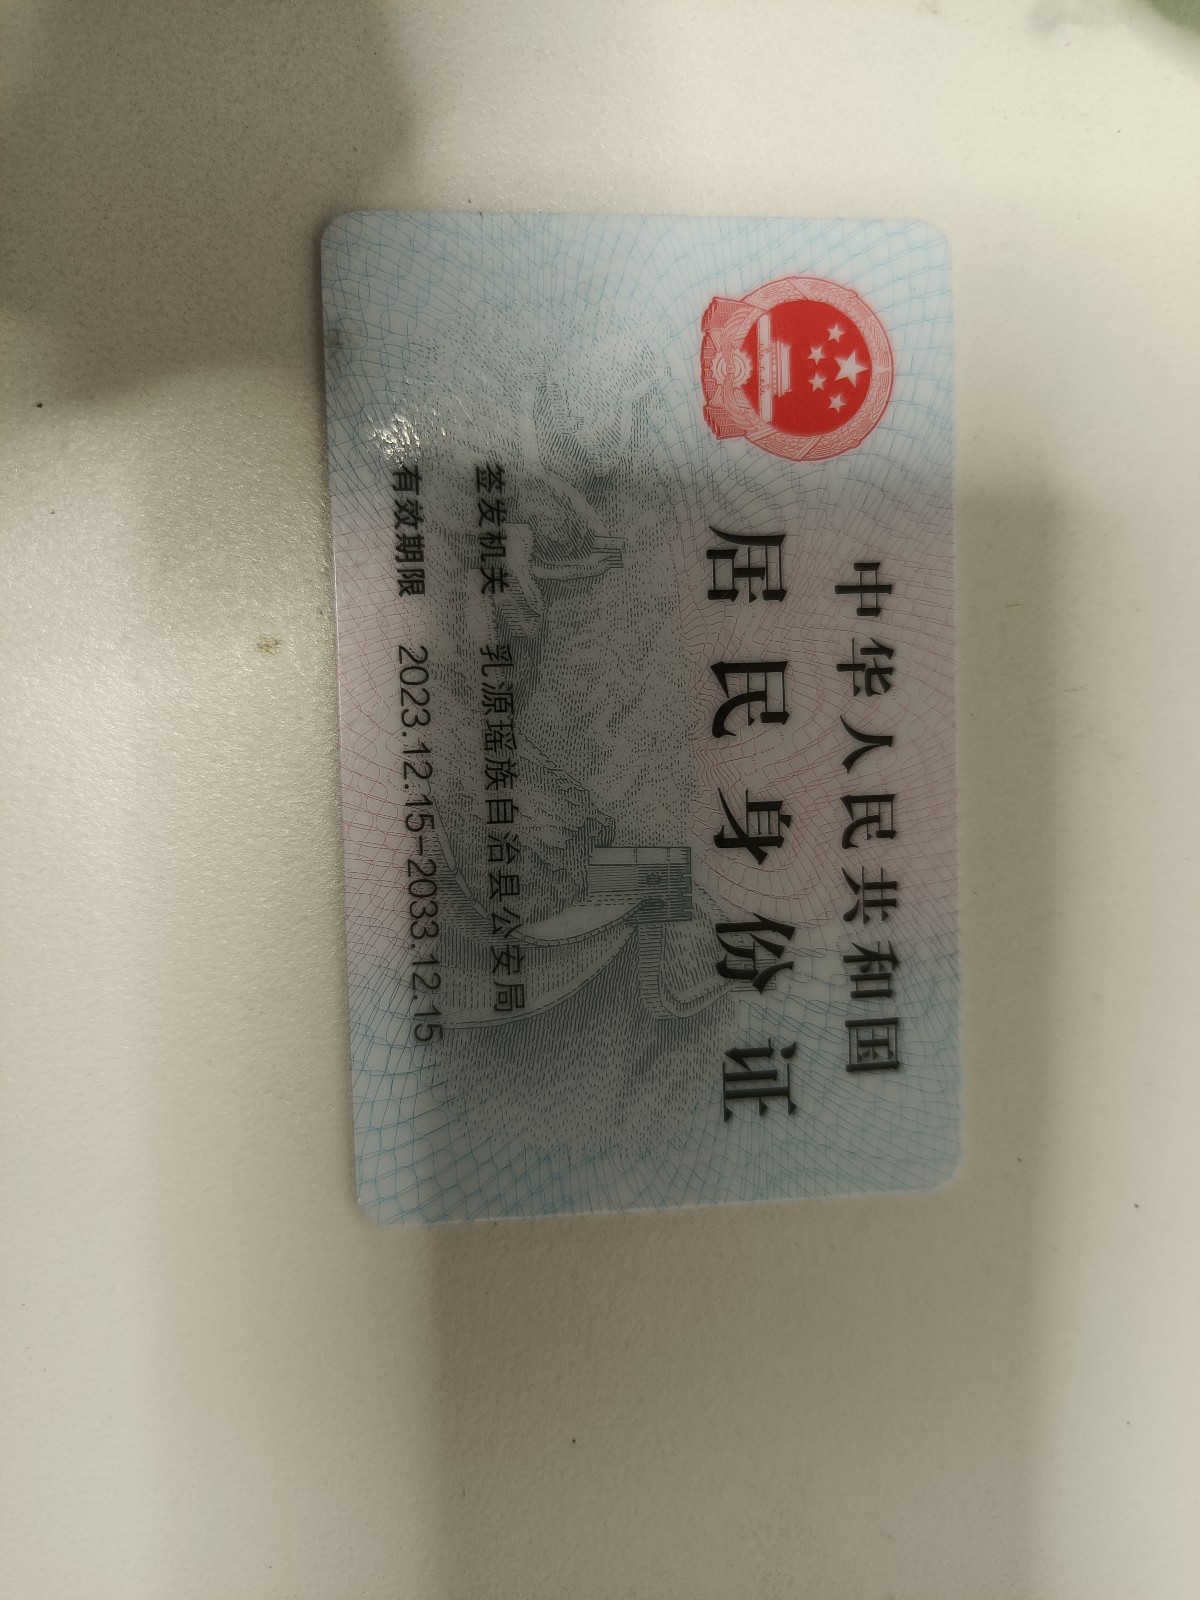 中华人民共和国
居民身份证
签发机关 乳源瑶族自治县公安局
有效期限 2023.12.15-2033.12.15